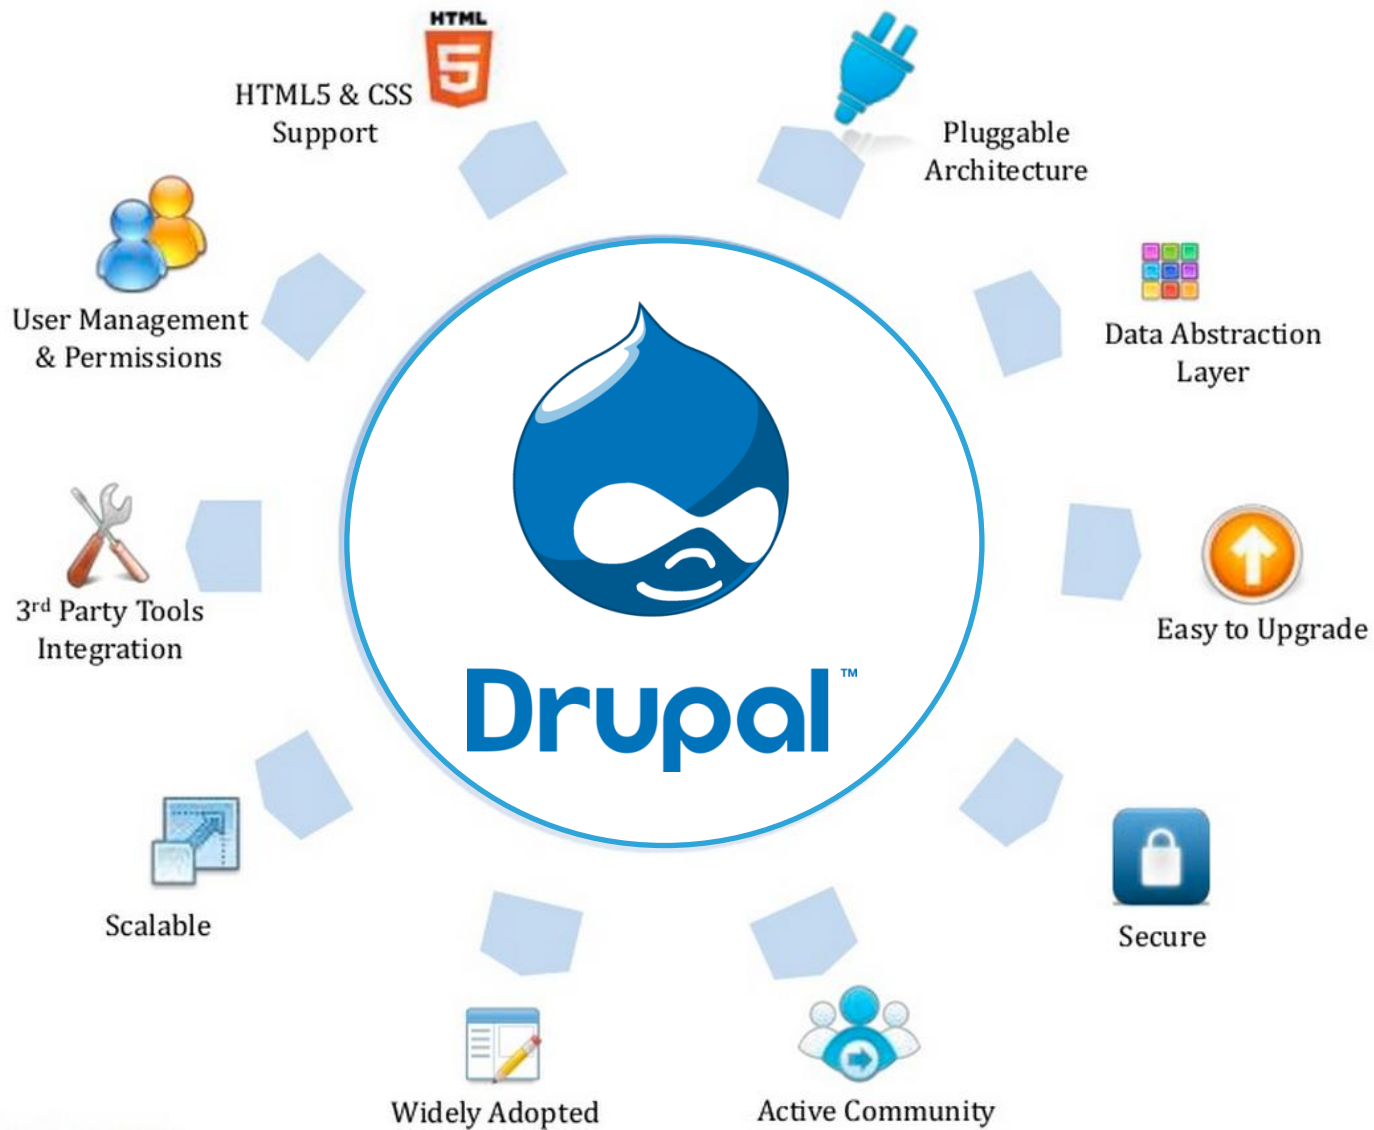 HTML
5
HTML5 & CSS
Support
Pluggable
Architecture
User Management
& Permissions
Data Abstraction
Layer
3rd Party Tools
Integration
Easy to Upgrade
Drupal™
Scalable
Secure
Widely Adopted
Active Community